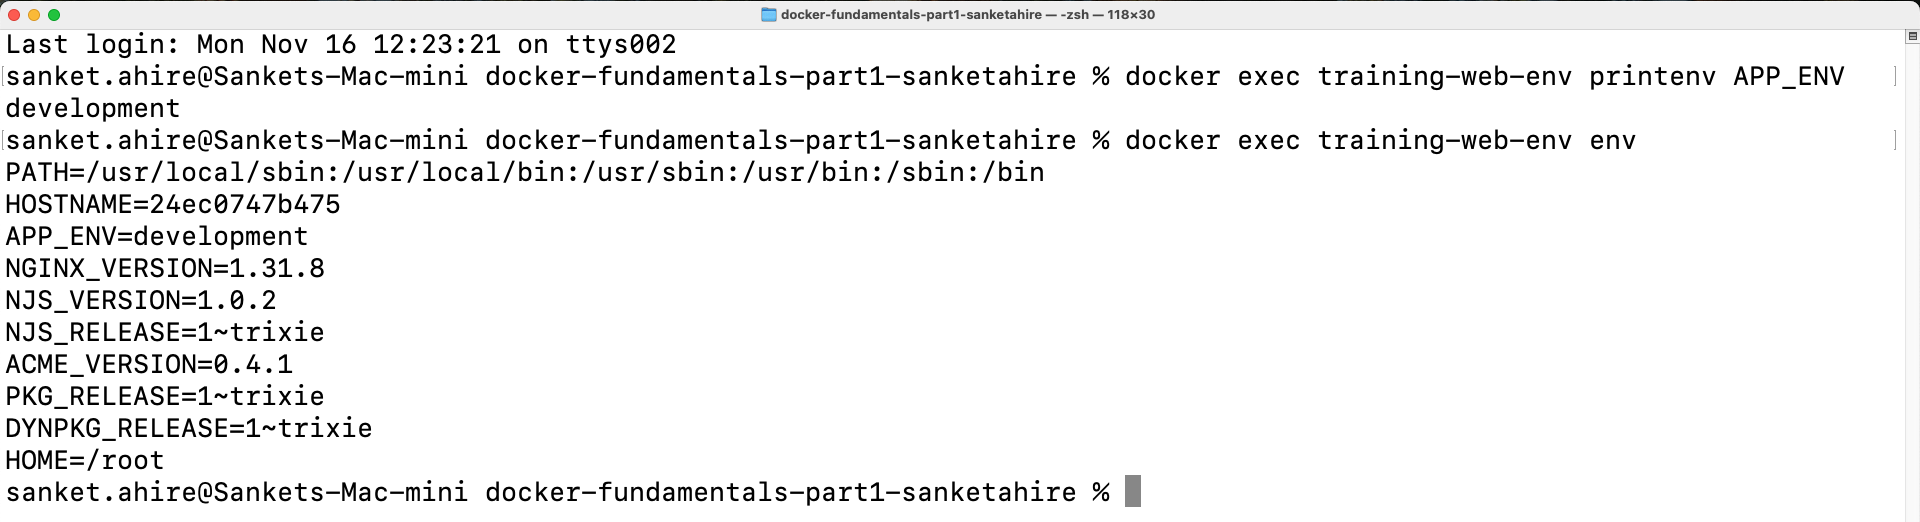 docker-fundamentals-part1-sanketahire — -zsh — 118×30
Last login: Mon Nov 16 12:23:21 on ttys002
[sanket.ahire@Sankets-Mac-mini docker-fundamentals-part1-sanketahire % docker exec training-web-env printenv APP_ENV ]
development
[sanket.ahire@Sankets-Mac-mini docker-fundamentals-part1-sanketahire % docker exec training-web-env env ]
PATH=/usr/local/sbin:/usr/local/bin:/usr/sbin:/usr/bin:/sbin:/bin
HOSTNAME=24ec0747b475
APP_ENV=development
NGINX_VERSION=1.31.8
NJS_VERSION=1.0.2
NJS_RELEASE=1~trixie
ACME_VERSION=0.4.1
PKG_RELEASE=1~trixie
DYNPKG_RELEASE=1~trixie
HOME=/root
sanket.ahire@Sankets-Mac-mini docker-fundamentals-part1-sanketahire %